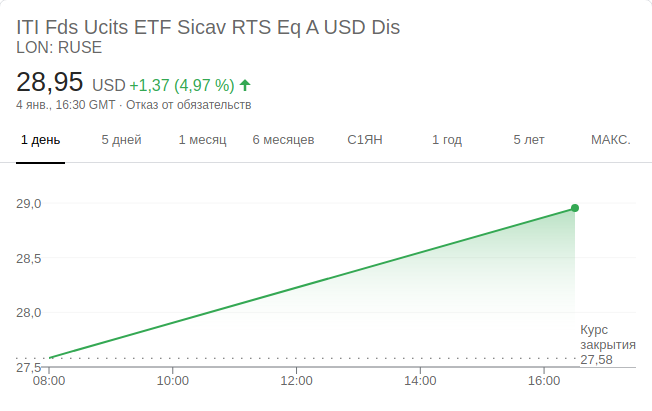 ITI Fds Ucits ETF Sicav RTS Eq A USD Dis
LON: RUSE
28,95 USD +1,37 (4,97 %)
4 янв., 16:30 GMT · Отказ от обязательств
1 день 5 дней 1 месяц 6 месяцев С1ЯН 1 год 5 лет МАКС.
29,0
28,5
28,0
27,5
Курс
закрытия
27,58
08:00 10:00 12:00 14:00 16:00